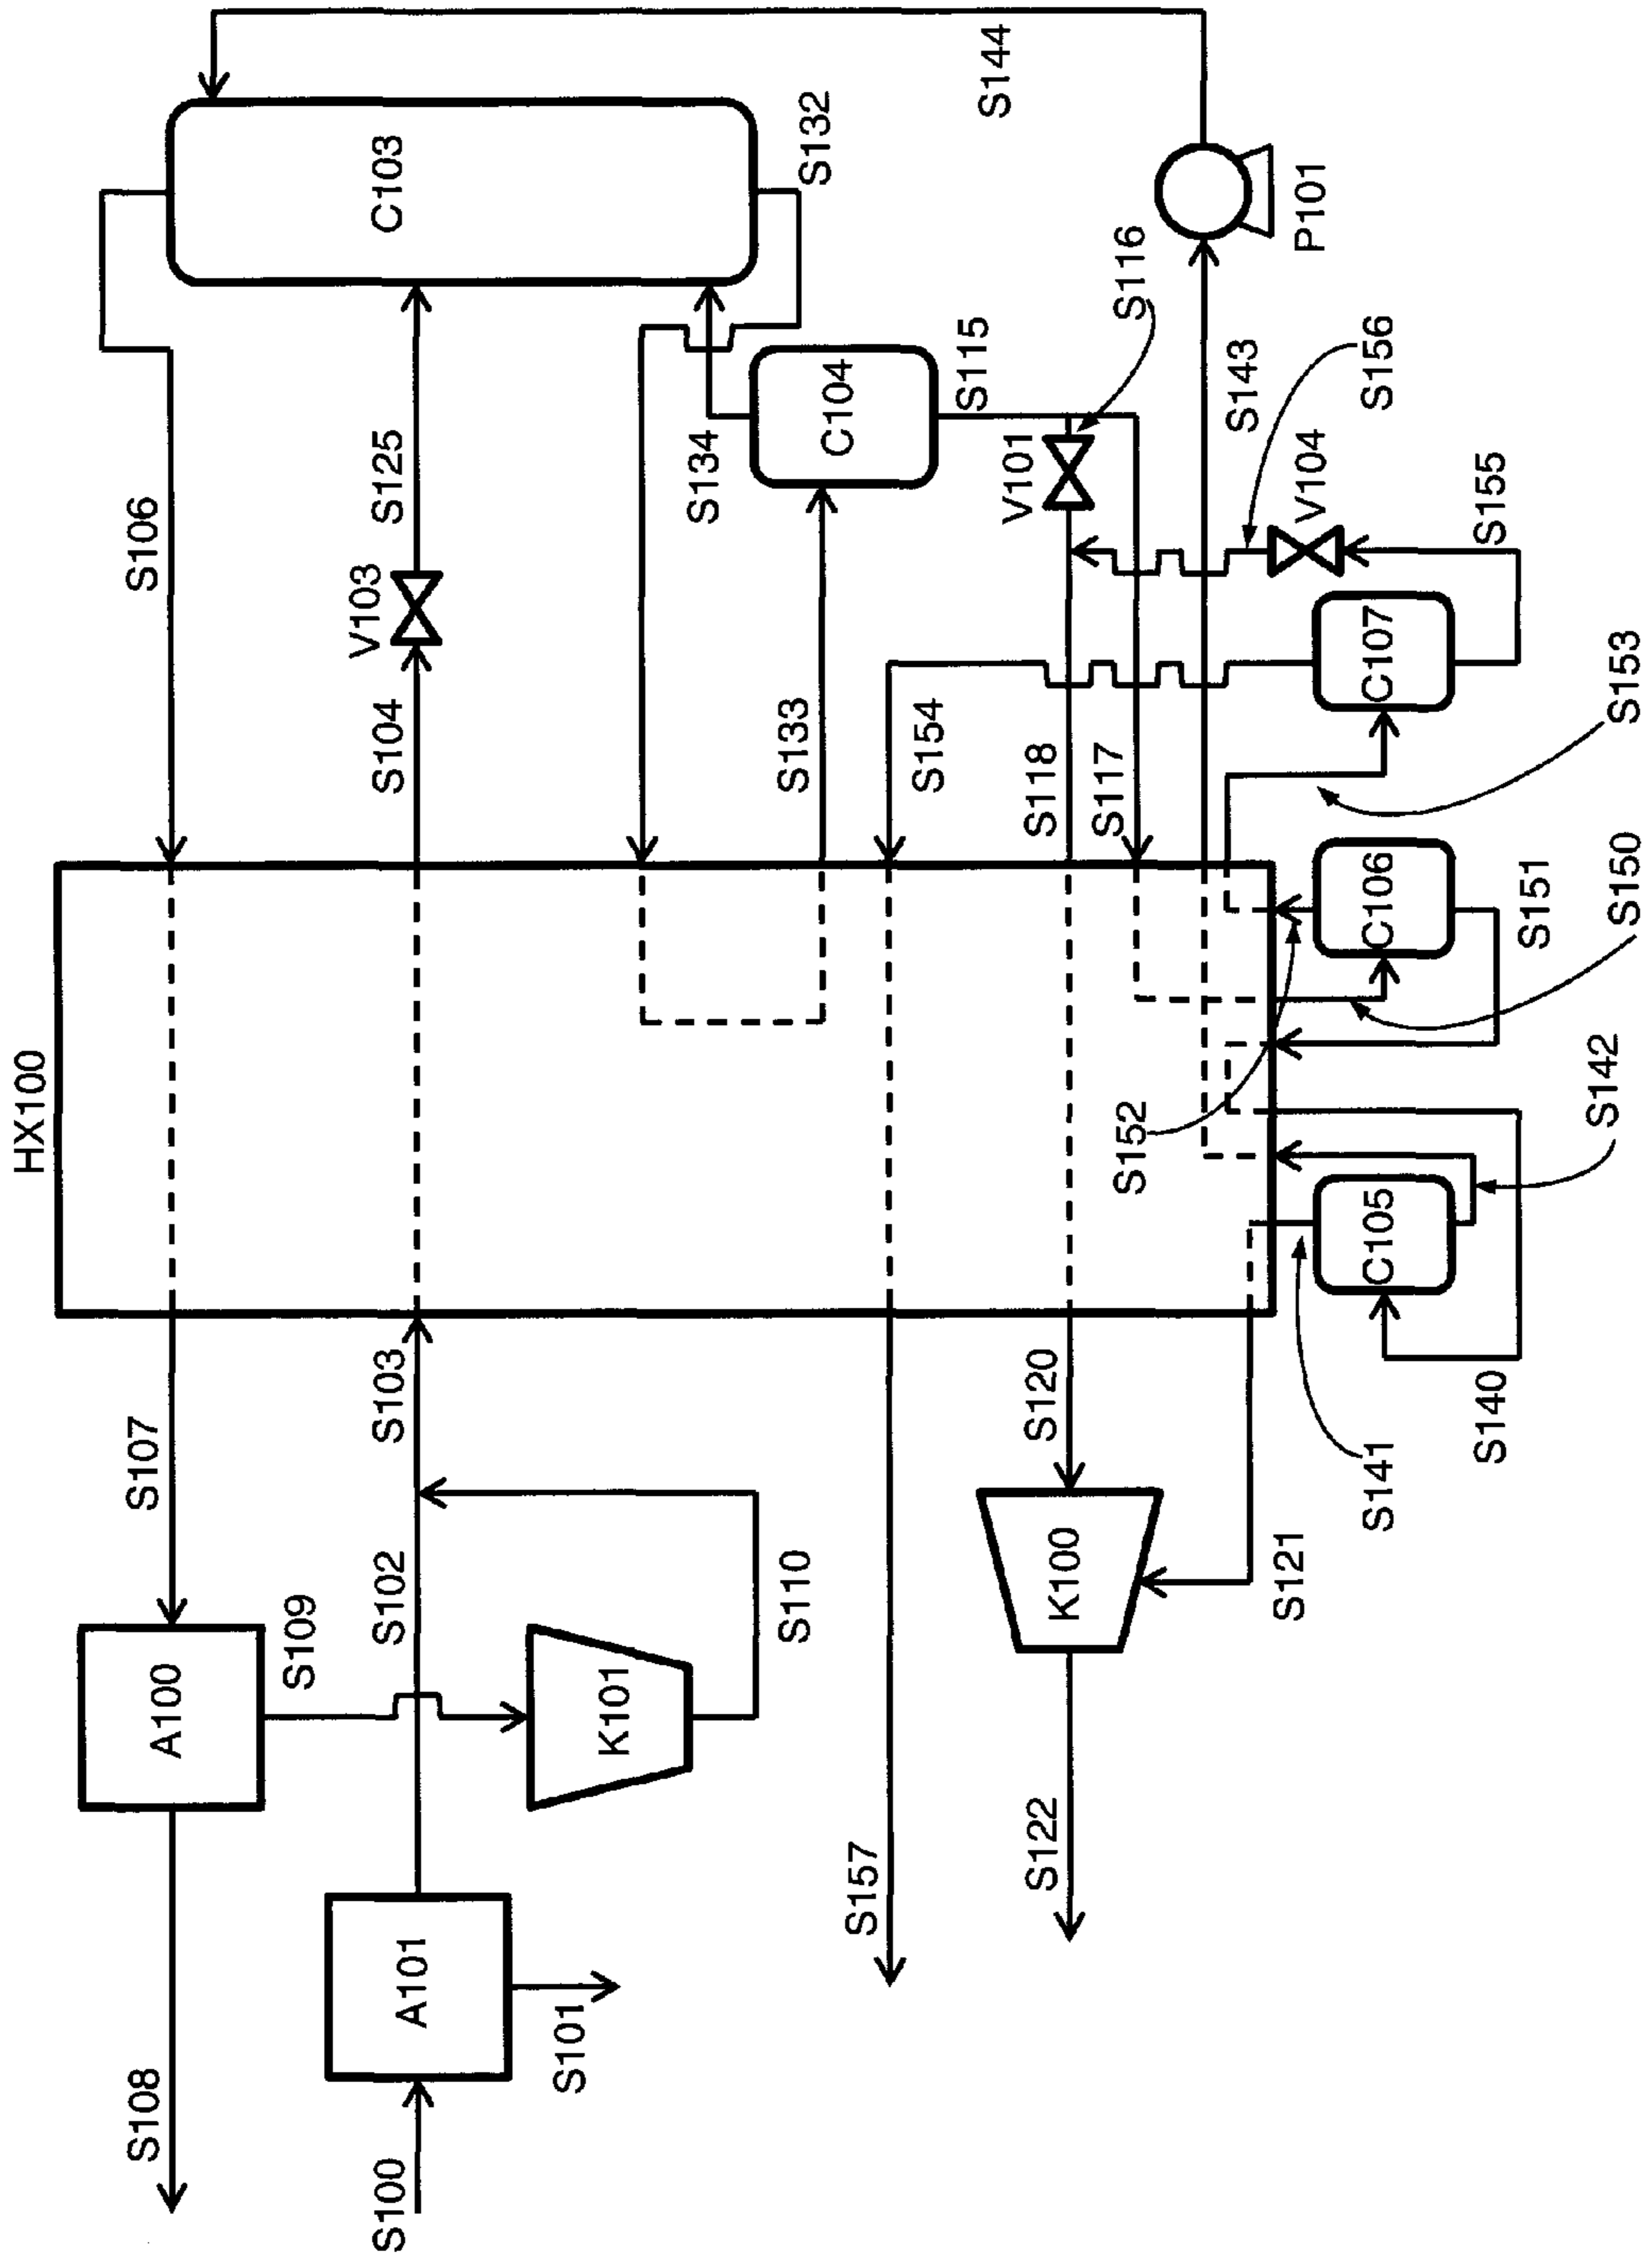 HX100
S144
C103
S132
S106
S125
V103
S104
S134
C104
S115
S116
P101
V101
S143
S156
V104
S155
S133
S154
S118
S117
C107
S153
C106
S151
S150
S152
S142
C105
S140
S141
S107
S103
S120
A100
S109
S102
K101
S110
K100
S121
S108
A101
S101
S100
S157
S122